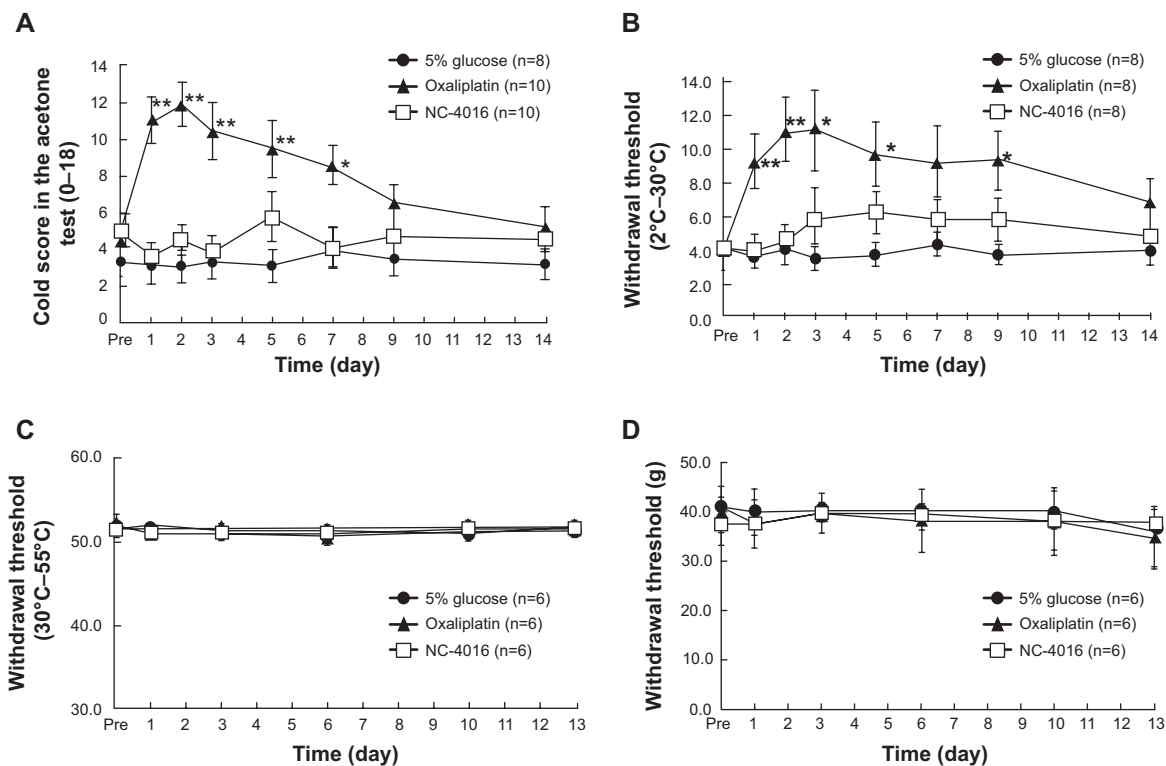 A
Cold score in the acetone
test (0–18)
14
12
10
8
6
4
2
0
** ** ** ** *
5% glucose (n=8)
Oxaliplatin (n=10)
NC-4016 (n=10)
Pre 1 2 3 4 5 6 7 8 9 10 11 12 13 14
Time (day)
B
Withdrawal threshold
(2°C–30°C)
14.0
12.0
10.0
8.0
6.0
4.0
2.0
0.0
** ** * * *
5% glucose (n=8)
Oxaliplatin (n=8)
NC-4016 (n=8)
Pre 1 2 3 4 5 6 7 8 9 10 11 12 13 14
Time (day)
C
Withdrawal threshold
(30°C–55°C)
60.0
50.0
40.0
30.0
5% glucose (n=6)
Oxaliplatin (n=6)
NC-4016 (n=6)
Pre 1 2 3 4 5 6 7 8 9 10 11 12 13
Time (day)
D
Withdrawal threshold (g)
50.0
40.0
30.0
20.0
10.0
0.0
5% glucose (n=6)
Oxaliplatin (n=6)
NC-4016 (n=6)
Pre 1 2 3 4 5 6 7 8 9 10 11 12 13
Time (day)